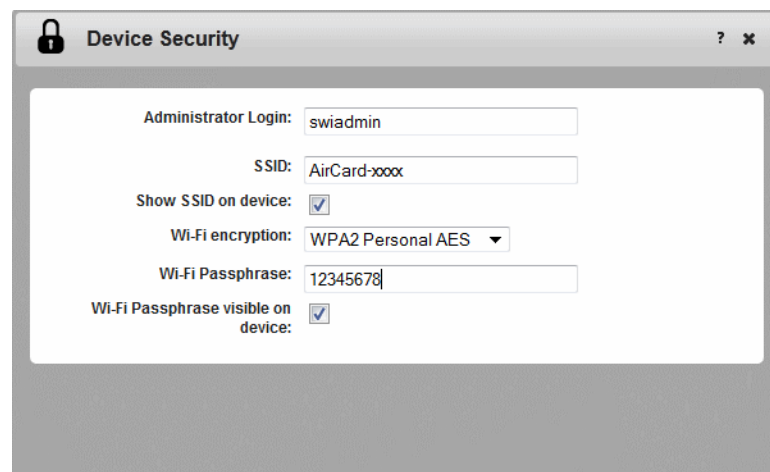 Device Security ? ✖
Administrator Login: swiadmin
SSID: AirCard-xxxx
Show SSID on device:
Wi-Fi encryption: WPA2 Personal AES
Wi-Fi Passphrase: 12345678
Wi-Fi Passphrase visible on
device: